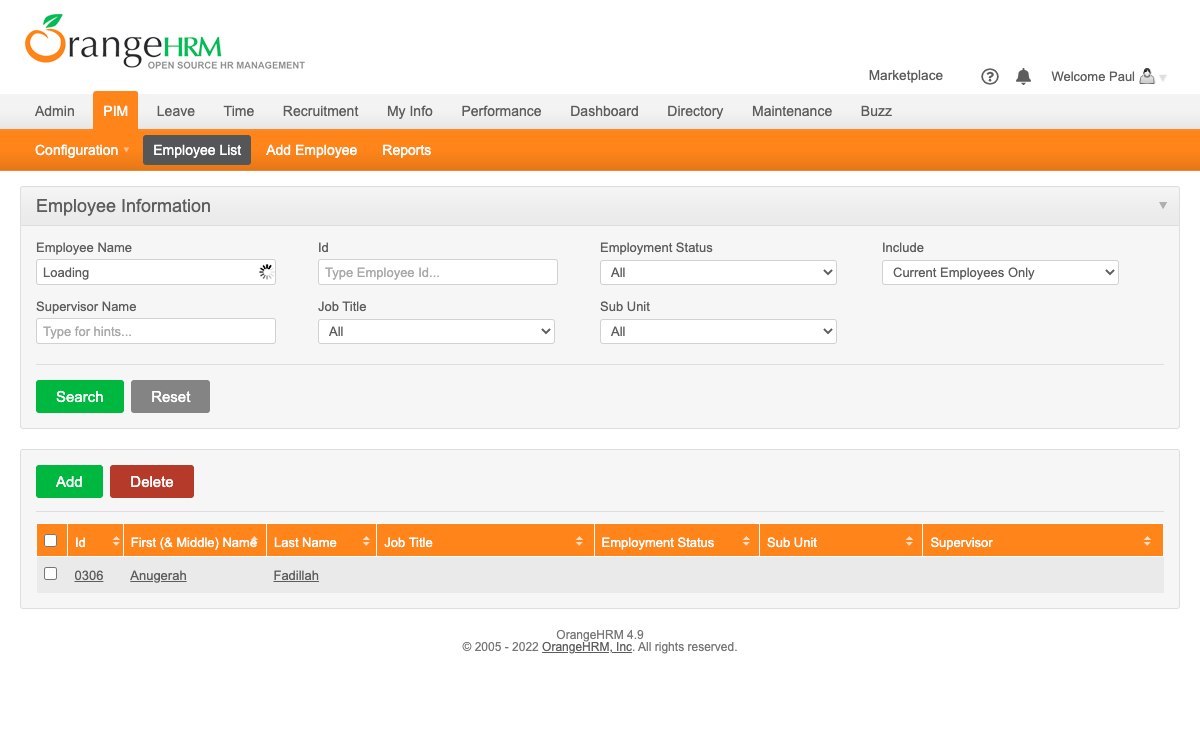 OrangeHRM
OPEN SOURCE HR MANAGEMENT
Marketplace Welcome Paul
Admin PIM Leave Time Recruitment My Info Performance Dashboard Directory Maintenance Buzz
Configuration Employee List Add Employee Reports
Employee Information
Employee Name Id Employment Status Include
Loading Type Employee Id... All Current Employees Only
Supervisor Name Job Title Sub Unit
Type for hints... All All
Search Reset
Add Delete
Id First (& Middle) Name Last Name Job Title Employment Status Sub Unit Supervisor
0306 Anugerah Fadillah
OrangeHRM 4.9
© 2005 - 2022 OrangeHRM, Inc. All rights reserved.